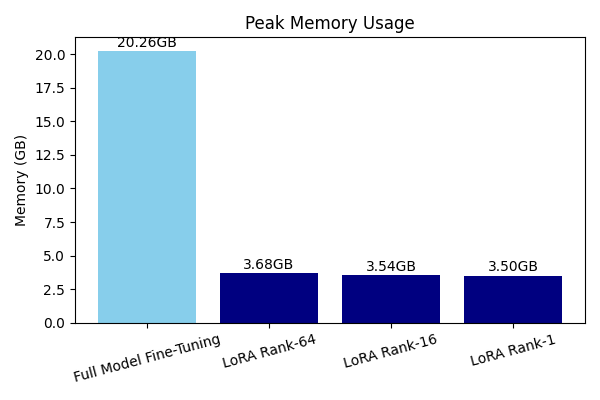 Peak Memory Usage
Memory (GB)
20.0
17.5
15.0
12.5
10.0
7.5
5.0
2.5
0.0
20.26GB
3.68GB
3.54GB
3.50GB
Full Model Fine-Tuning
LoRA Rank-64
LoRA Rank-16
LoRA Rank-1